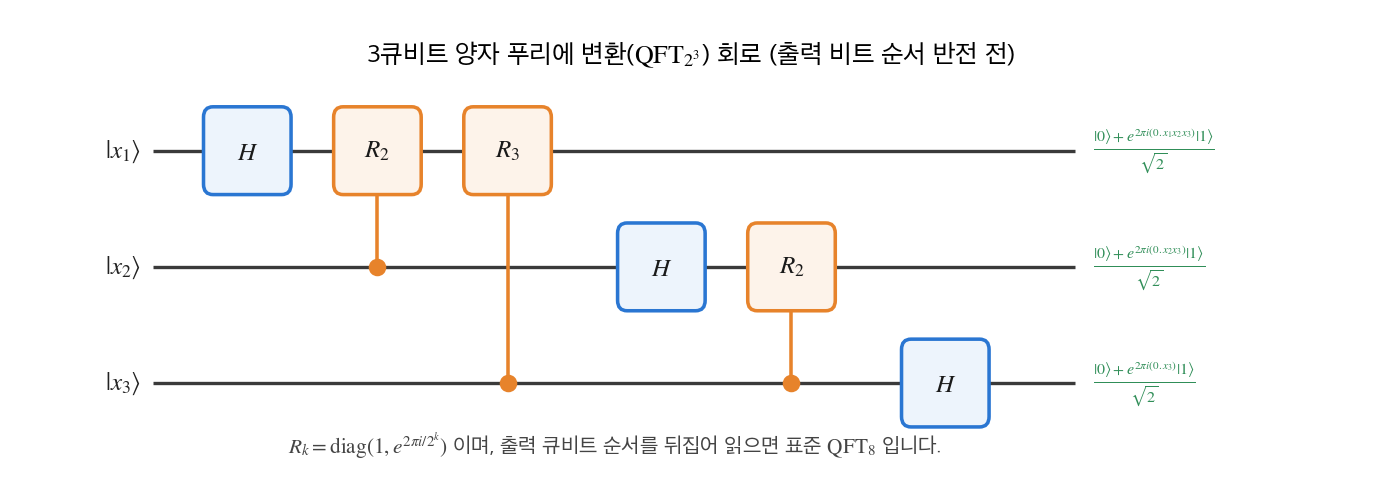 3큐비트 양자 푸리에 변환(QFT₂³) 회로 (출력 비트 순서 반전 전)
|x₁⟩ H R₂ R₃ (|0⟩ + e^{2πi(0.x₁x₂x₃)}|1⟩)/√2
|x₂⟩ H R₂ (|0⟩ + e^{2πi(0.x₂x₃)}|1⟩)/√2
|x₃⟩ H (|0⟩ + e^{2πi(0.x₃)}|1⟩)/√2
R_k = diag(1, e^{2πi/2^k}) 이며, 출력 큐비트 순서를 뒤집어 읽으면 표준 QFT₈ 입니다.